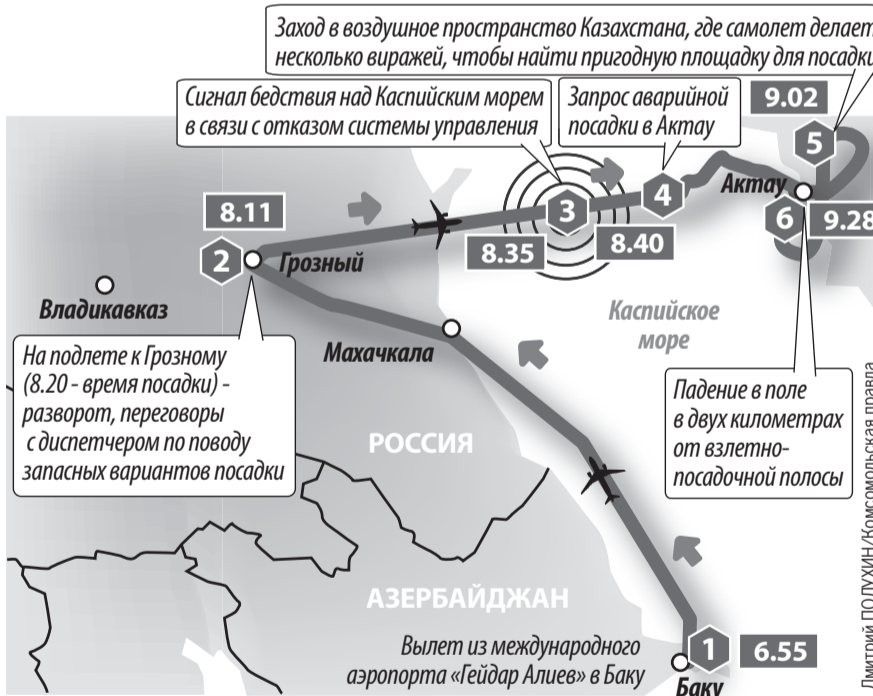 Заход в воздушное пространство Казахстана, где самолет делает
несколько виражей, чтобы найти пригодную площадку для посадки
Сигнал бедствия над Каспийским морем
в связи с отказом системы управления
Запрос аварийной
посадки в Актау
9.02
5
Актау
6
9.28
8.11
2
Грозный
3
4
8.35
8.40
Владикавказ
Каспийское
море
Махачкала
На подлете к Грозному
(8.20 - время посадки) -
разворот, переговоры
с диспетчером по поводу
запасных вариантов посадки
Падение в поле
в двух километрах
от взлетно-
посадочной полосы
РОССИЯ
АЗЕРБАЙДЖАН
Вылет из международного
аэропорта «Гейдар Алиев» в Баку
1
6.55
Баку
Дмитрий ПОЛУХИН/Комсомольская правда